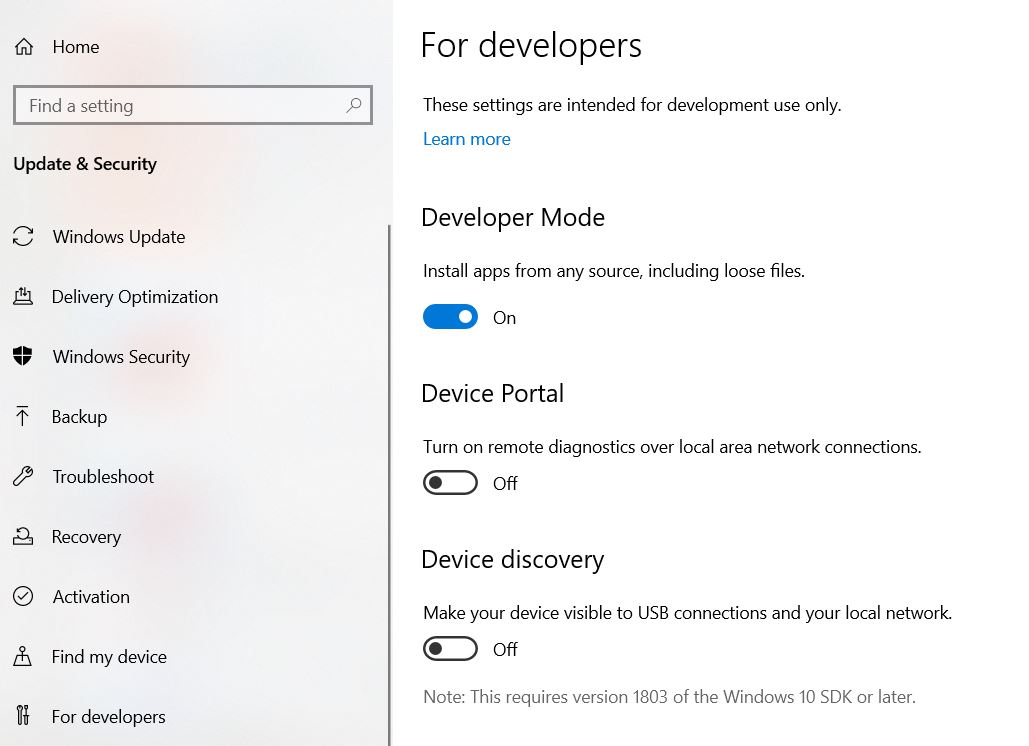 Home
Find a setting
Update & Security
Windows Update
Delivery Optimization
Windows Security
Backup
Troubleshoot
Recovery
Activation
Find my device
For developers
For developers
These settings are intended for development use only.
Learn more
Developer Mode
Install apps from any source, including loose files.
On
Device Portal
Turn on remote diagnostics over local area network connections.
Off
Device discovery
Make your device visible to USB connections and your local network.
Off
Note: This requires version 1803 of the Windows 10 SDK or later.